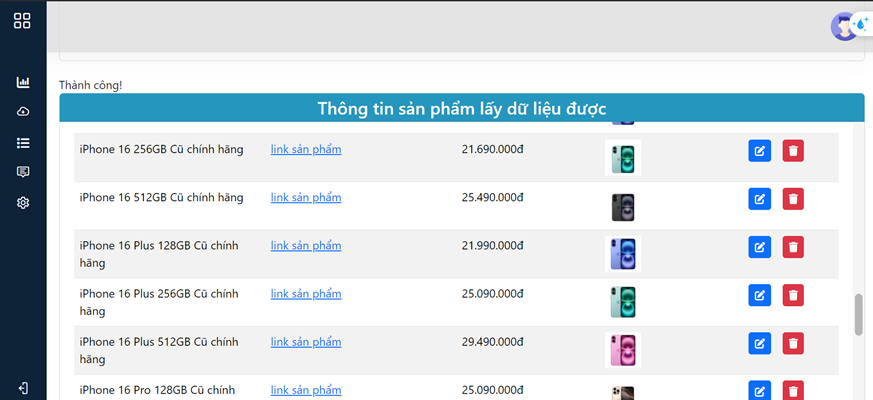 Thành công!
Thông tin sản phẩm lấy dữ liệu được
iPhone 16 256GB Cũ chính hãng link sản phẩm 21.690.000đ
iPhone 16 512GB Cũ chính hãng link sản phẩm 25.490.000đ
iPhone 16 Plus 128GB Cũ chính link sản phẩm 21.990.000đ
hãng
iPhone 16 Plus 256GB Cũ chính link sản phẩm 25.090.000đ
hãng
iPhone 16 Plus 512GB Cũ chính link sản phẩm 29.490.000đ
hãng
iPhone 16 Pro 128GB Cũ chính link sản phẩm 25.090.000đ